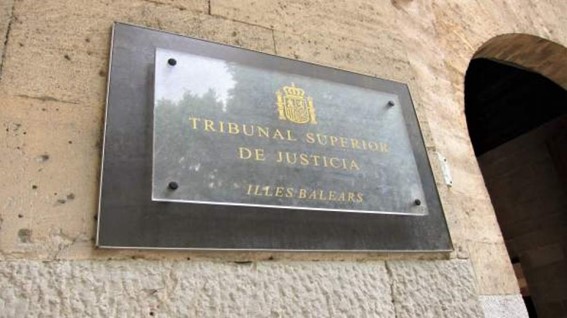 TRIBUNAL SUPERIOR
DE JUSTICIA
ILLES BALEARS